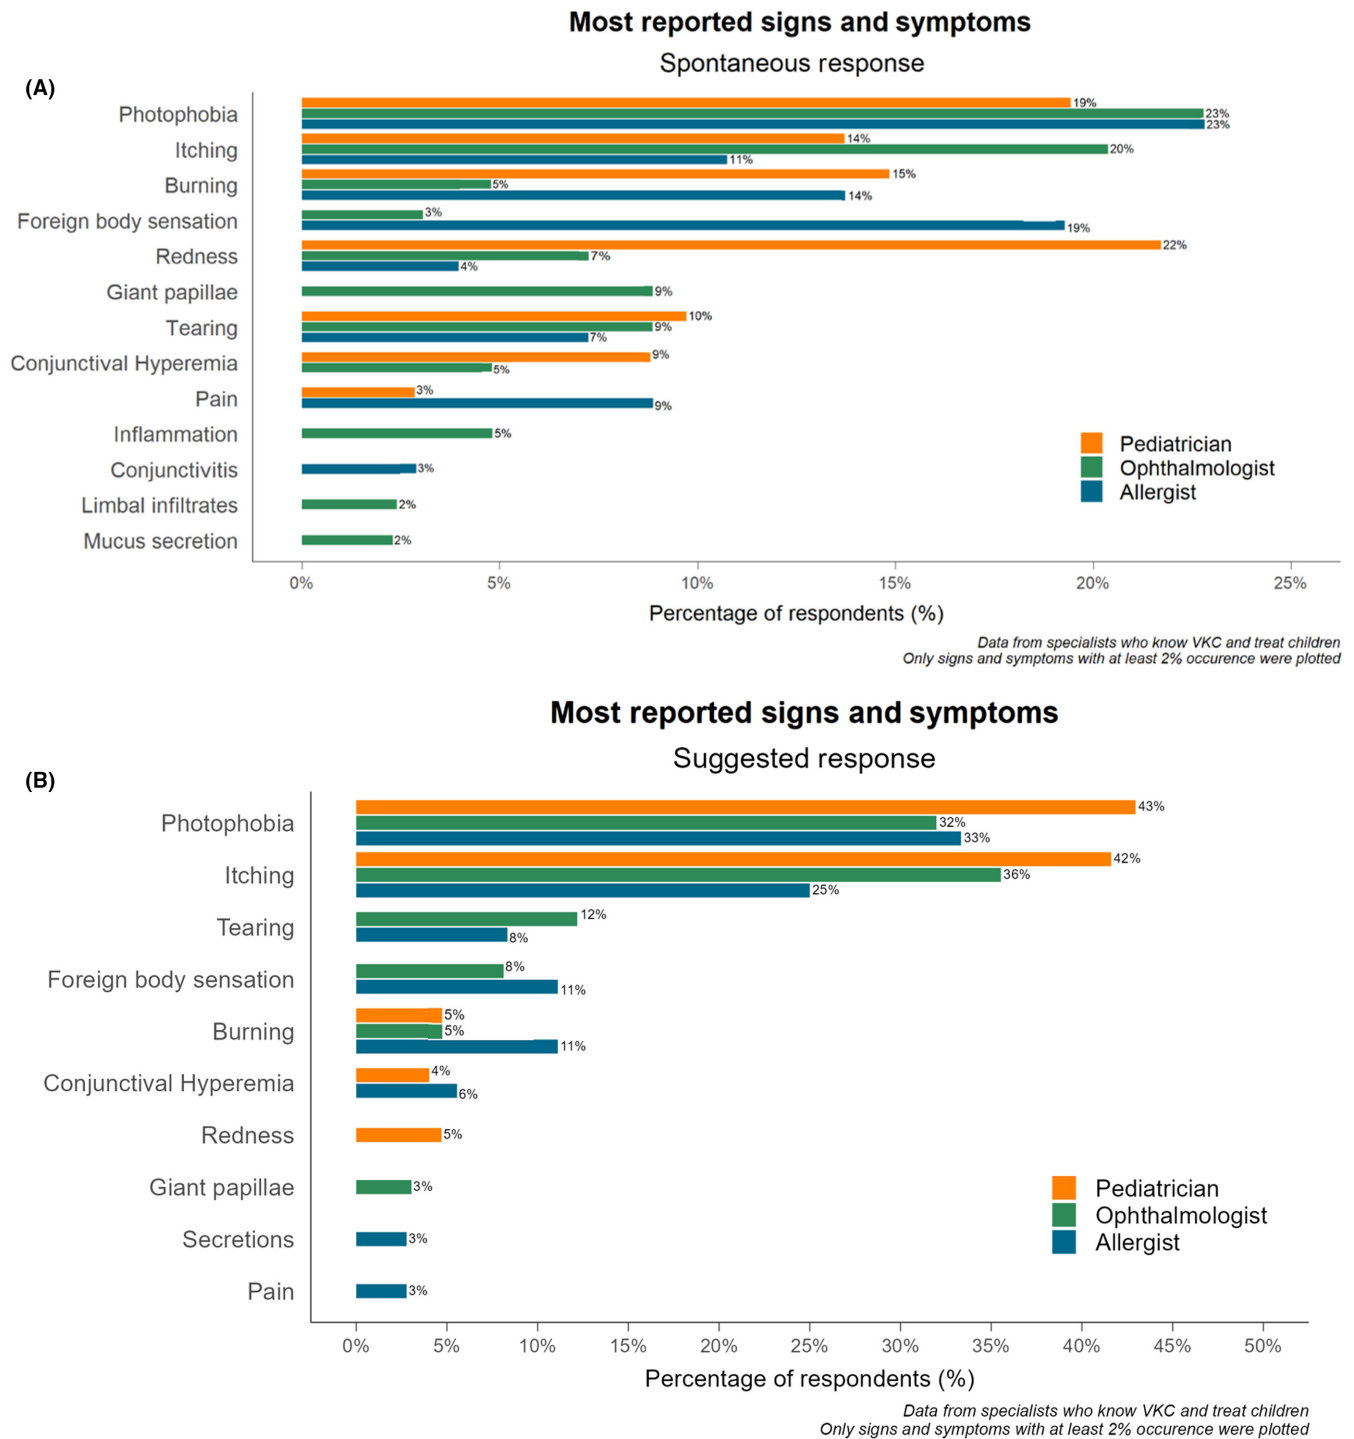 Most reported signs and symptoms
Spontaneous response
(A)
Photophobia
19%
23%
23%
Itching
14%
20%
11%
Burning
15%
5%
14%
Foreign body sensation
3%
19%
Redness
22%
7%
4%
Giant papillae
9%
Tearing
10%
9%
7%
Conjunctival Hyperemia
9%
5%
Pain
3%
9%
Inflammation
5%
Conjunctivitis
3%
Limbal infiltrates
2%
Mucus secretion
2%
Pediatrician
Ophthalmologist
Allergist
0% 5% 10% 15% 20% 25%
Percentage of respondents (%)
Data from specialists who know VKC and treat children
Only signs and symptoms with at least 2% occurence were plotted
Most reported signs and symptoms
Suggested response
(B)
Photophobia
43%
32%
33%
Itching
42%
36%
25%
Tearing
12%
8%
Foreign body sensation
8%
11%
Burning
5%
5%
11%
Conjunctival Hyperemia
4%
6%
Redness
5%
Giant papillae
3%
Secretions
3%
Pain
3%
Pediatrician
Ophthalmologist
Allergist
0% 5% 10% 15% 20% 25% 30% 35% 40% 45% 50%
Percentage of respondents (%)
Data from specialists who know VKC and treat children
Only signs and symptoms with at least 2% occurence were plotted